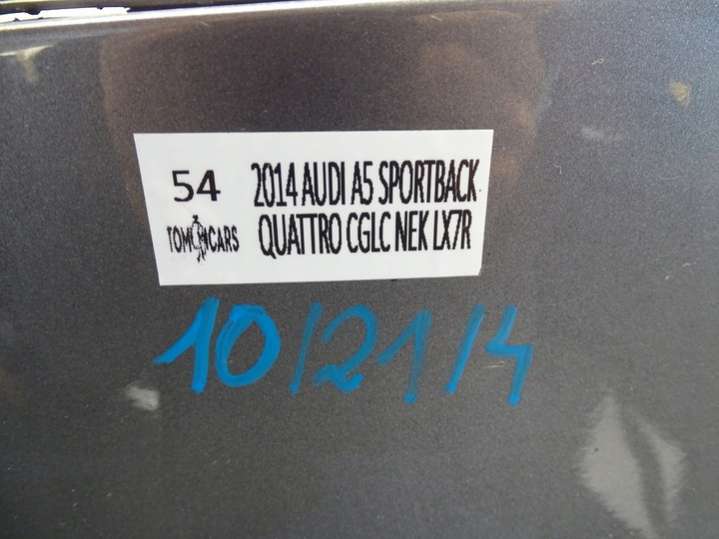 54 2014 AUDI A5 SPORTBACK
TOM CARS QUATTRO CGLC NEK LX7R
10/21/4